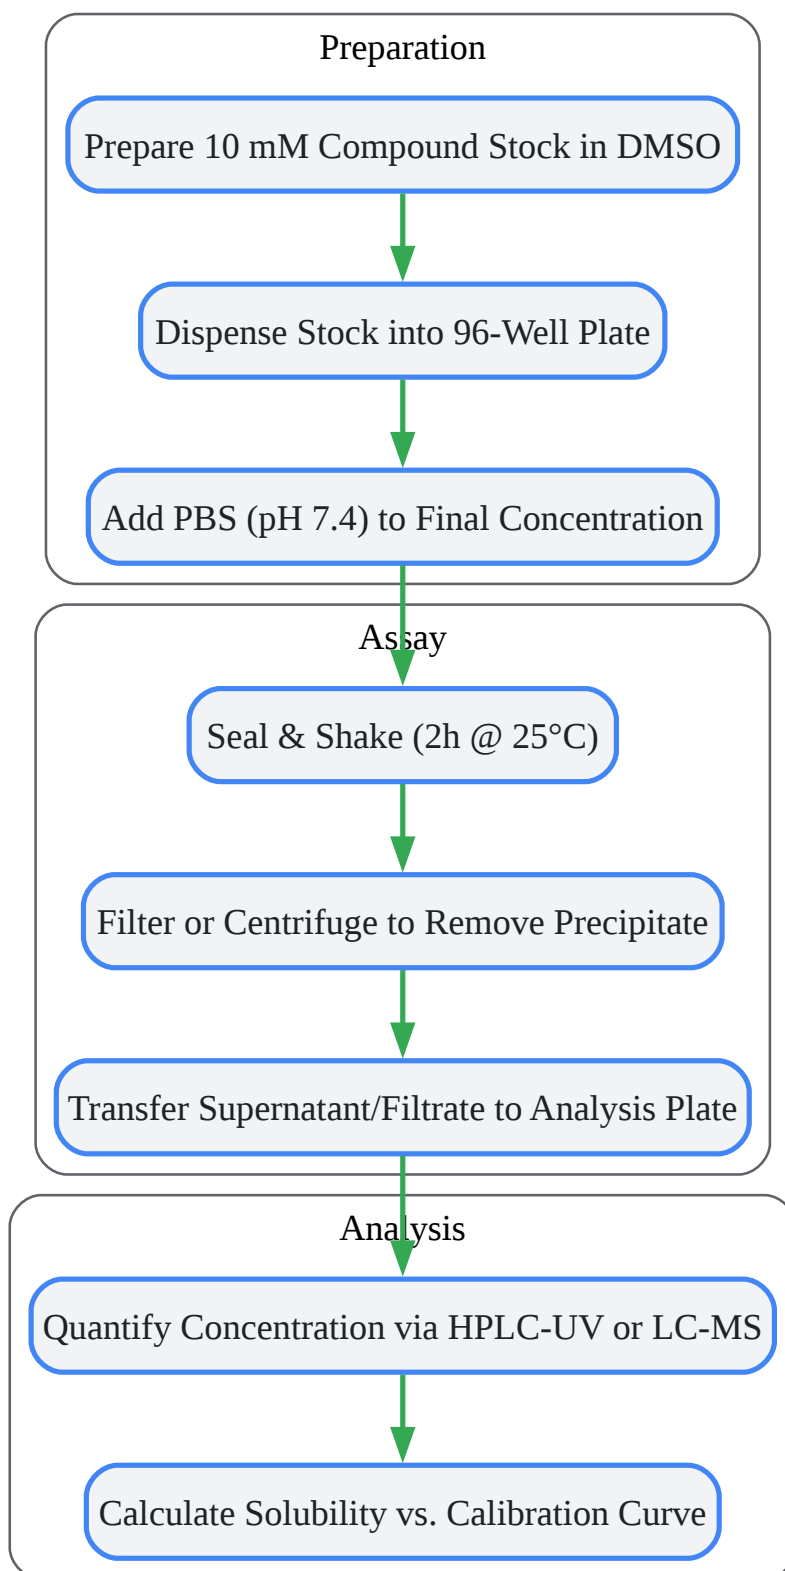 Preparation
Prepare 10 mM Compound Stock in DMSO
Dispense Stock into 96-Well Plate
Add PBS (pH 7.4) to Final Concentration
Assay
Seal & Shake (2h @ 25°C)
Filter or Centrifuge to Remove Precipitate
Transfer Supernatant/Filtrate to Analysis Plate
Analysis
Quantify Concentration via HPLC-UV or LC-MS
Calculate Solubility vs. Calibration Curve